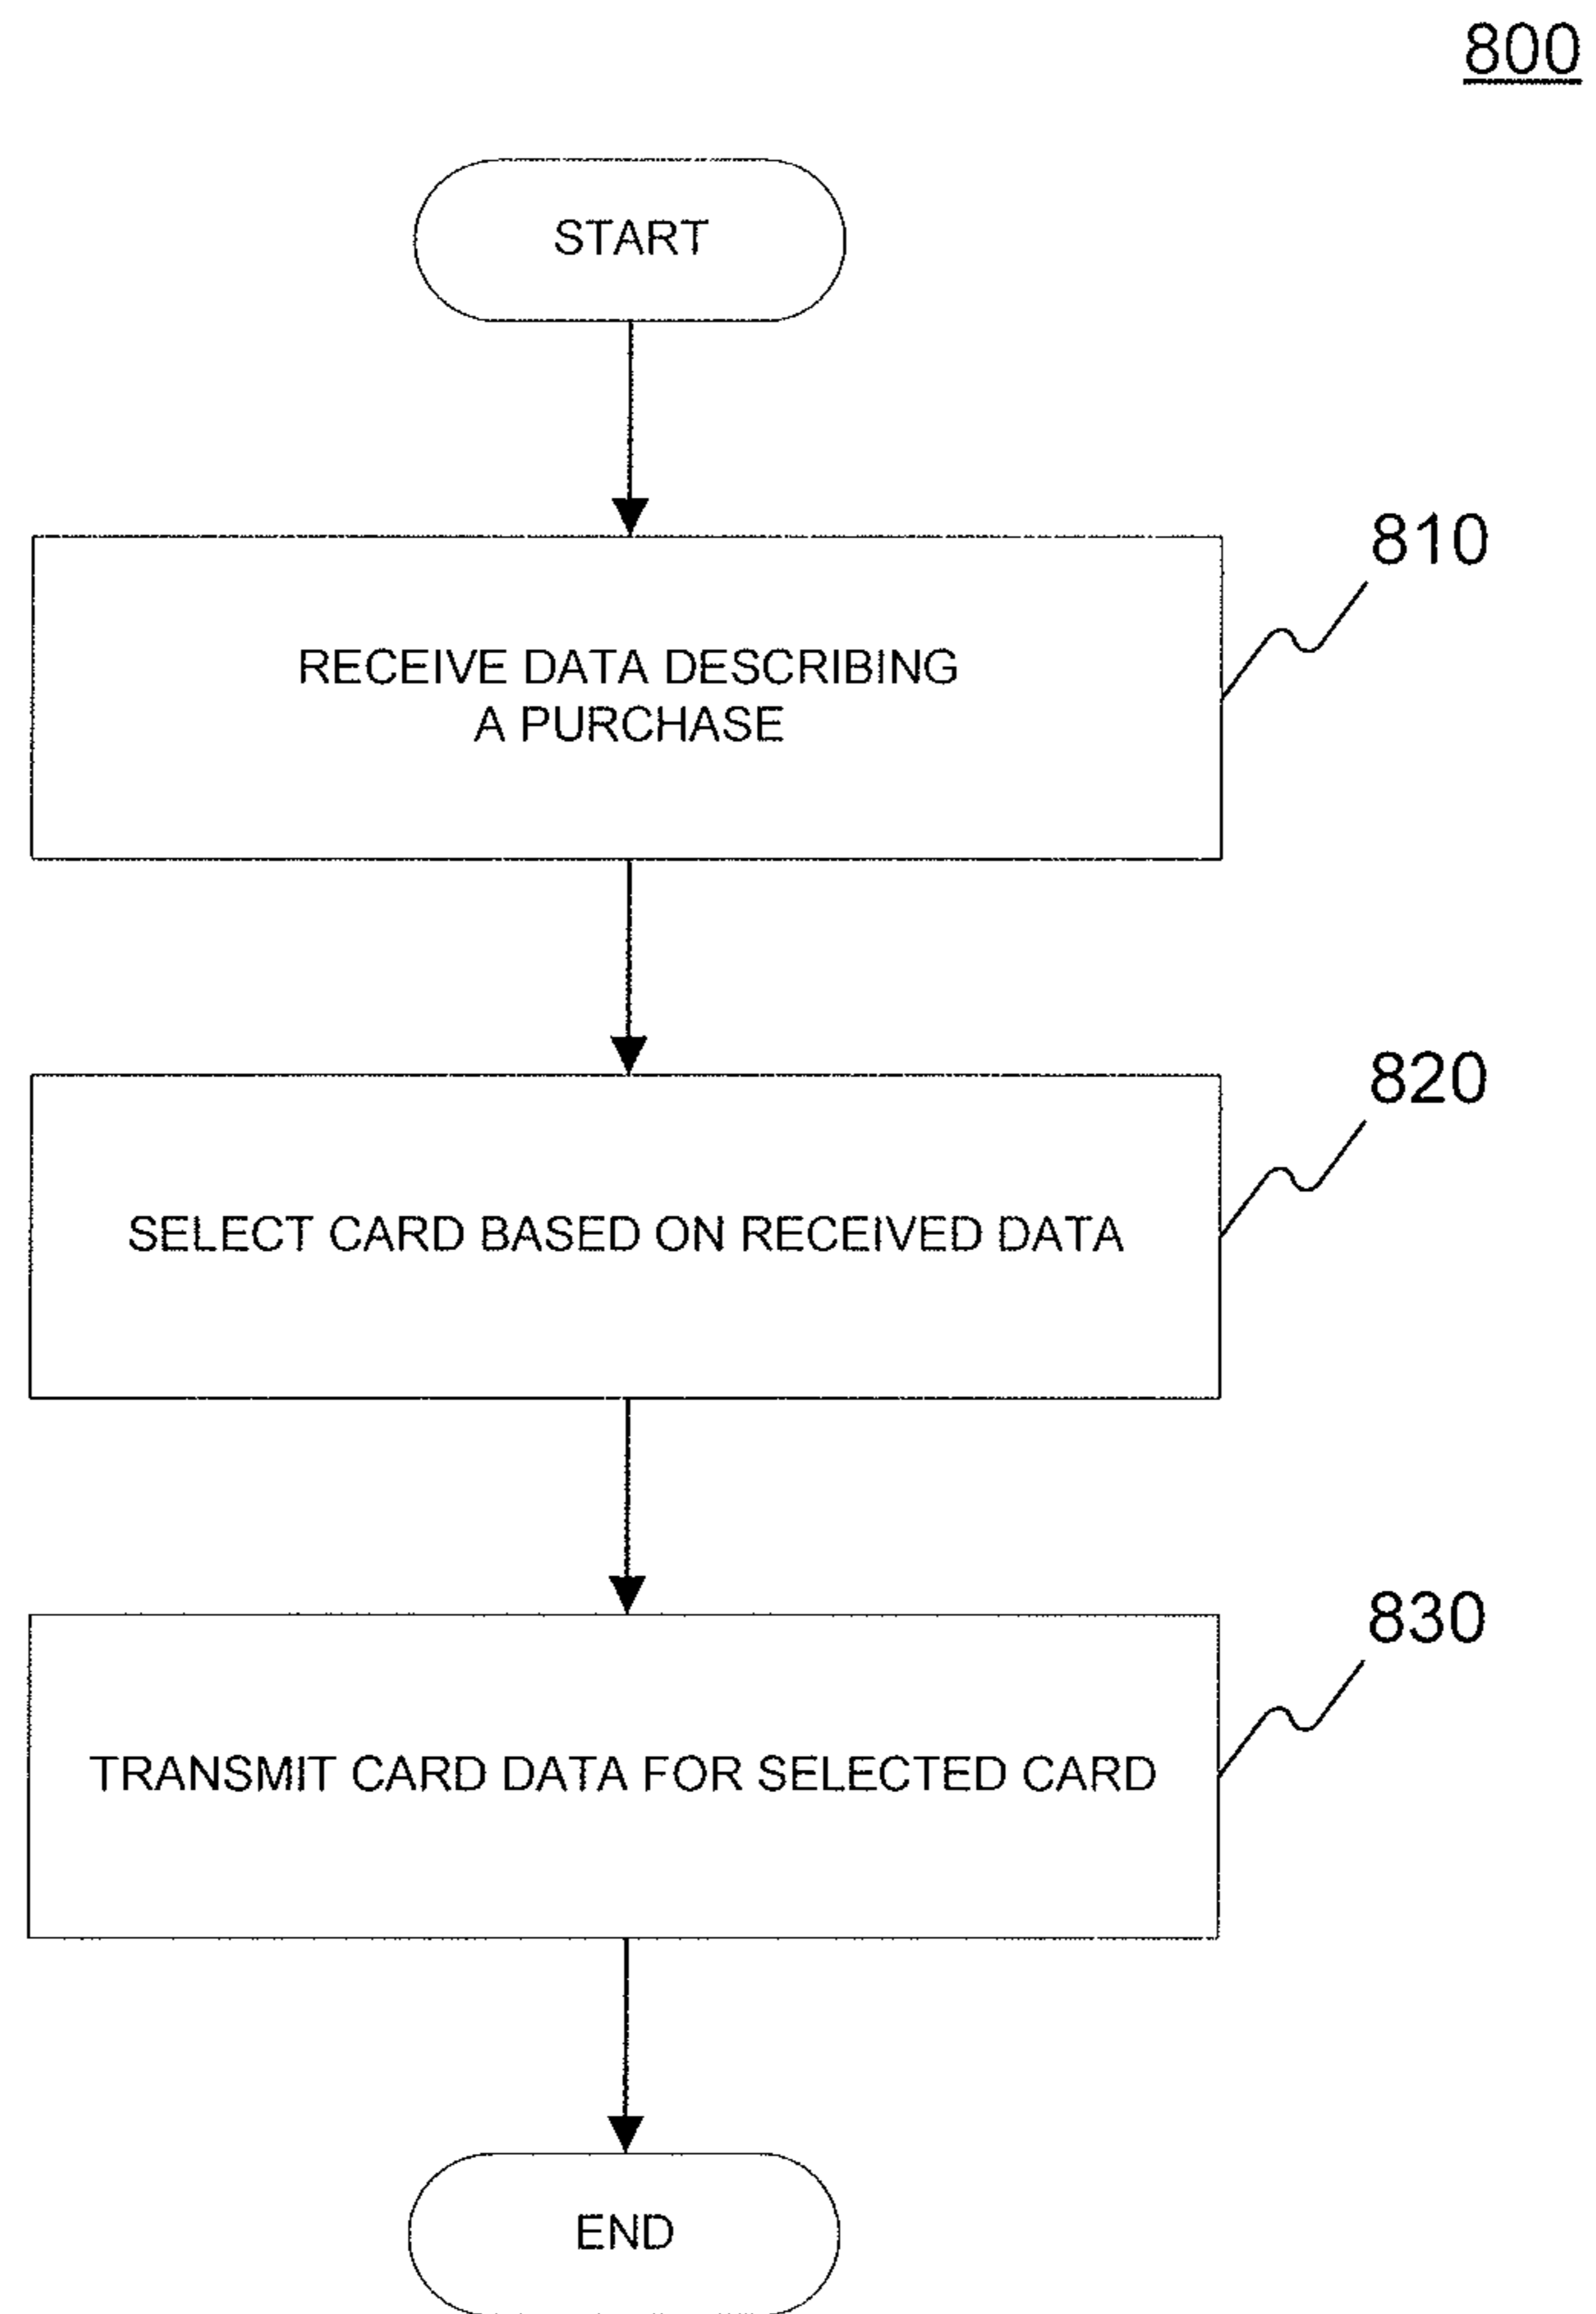 800
START
810
RECEIVE DATA DESCRIBING
A PURCHASE
820
SELECT CARD BASED ON RECEIVED DATA
830
TRANSMIT CARD DATA FOR SELECTED CARD
END